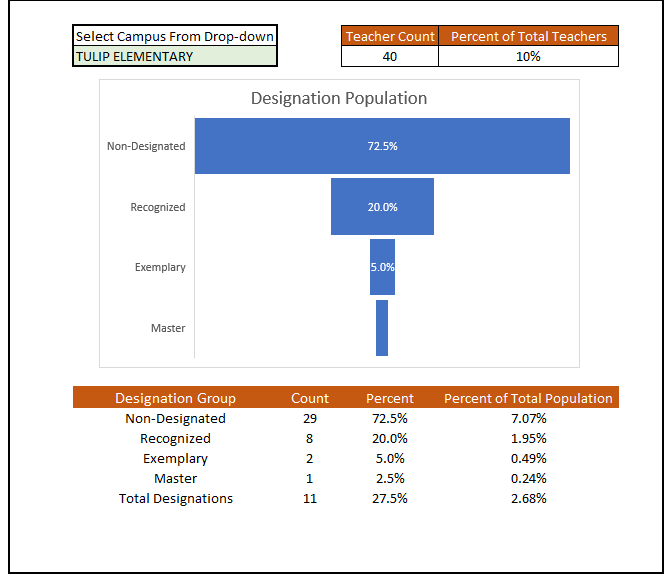 Select Campus From Drop-down
TULIP ELEMENTARY
Teacher Count Percent of Total Teachers
40 10%
Designation Population
Non-Designated 72.5%
Recognized 20.0%
Exemplary 5.0%
Master
Designation Group Count Percent Percent of Total Population
Non-Designated 29 72.5% 7.07%
Recognized 8 20.0% 1.95%
Exemplary 2 5.0% 0.49%
Master 1 2.5% 0.24%
Total Designations 11 27.5% 2.68%